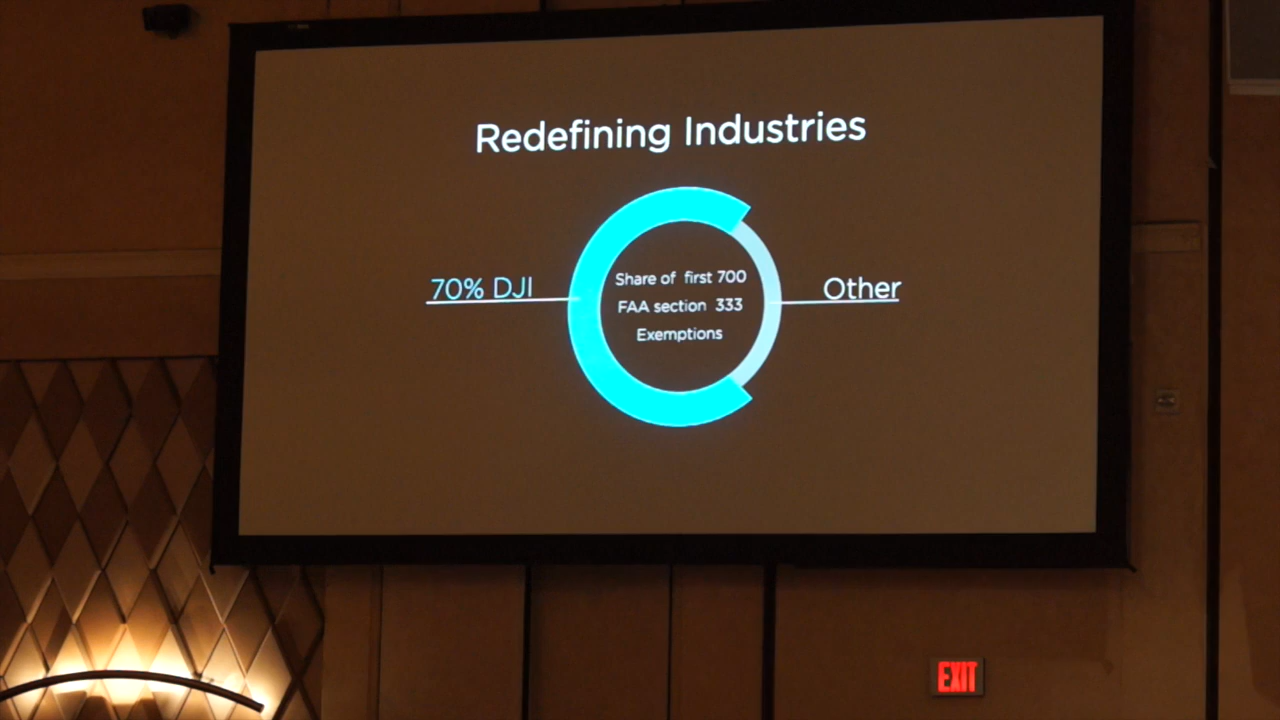 Redefining Industries
70% DJI
Share of first 700
FAA section 333
Exemptions
Other
EXIT